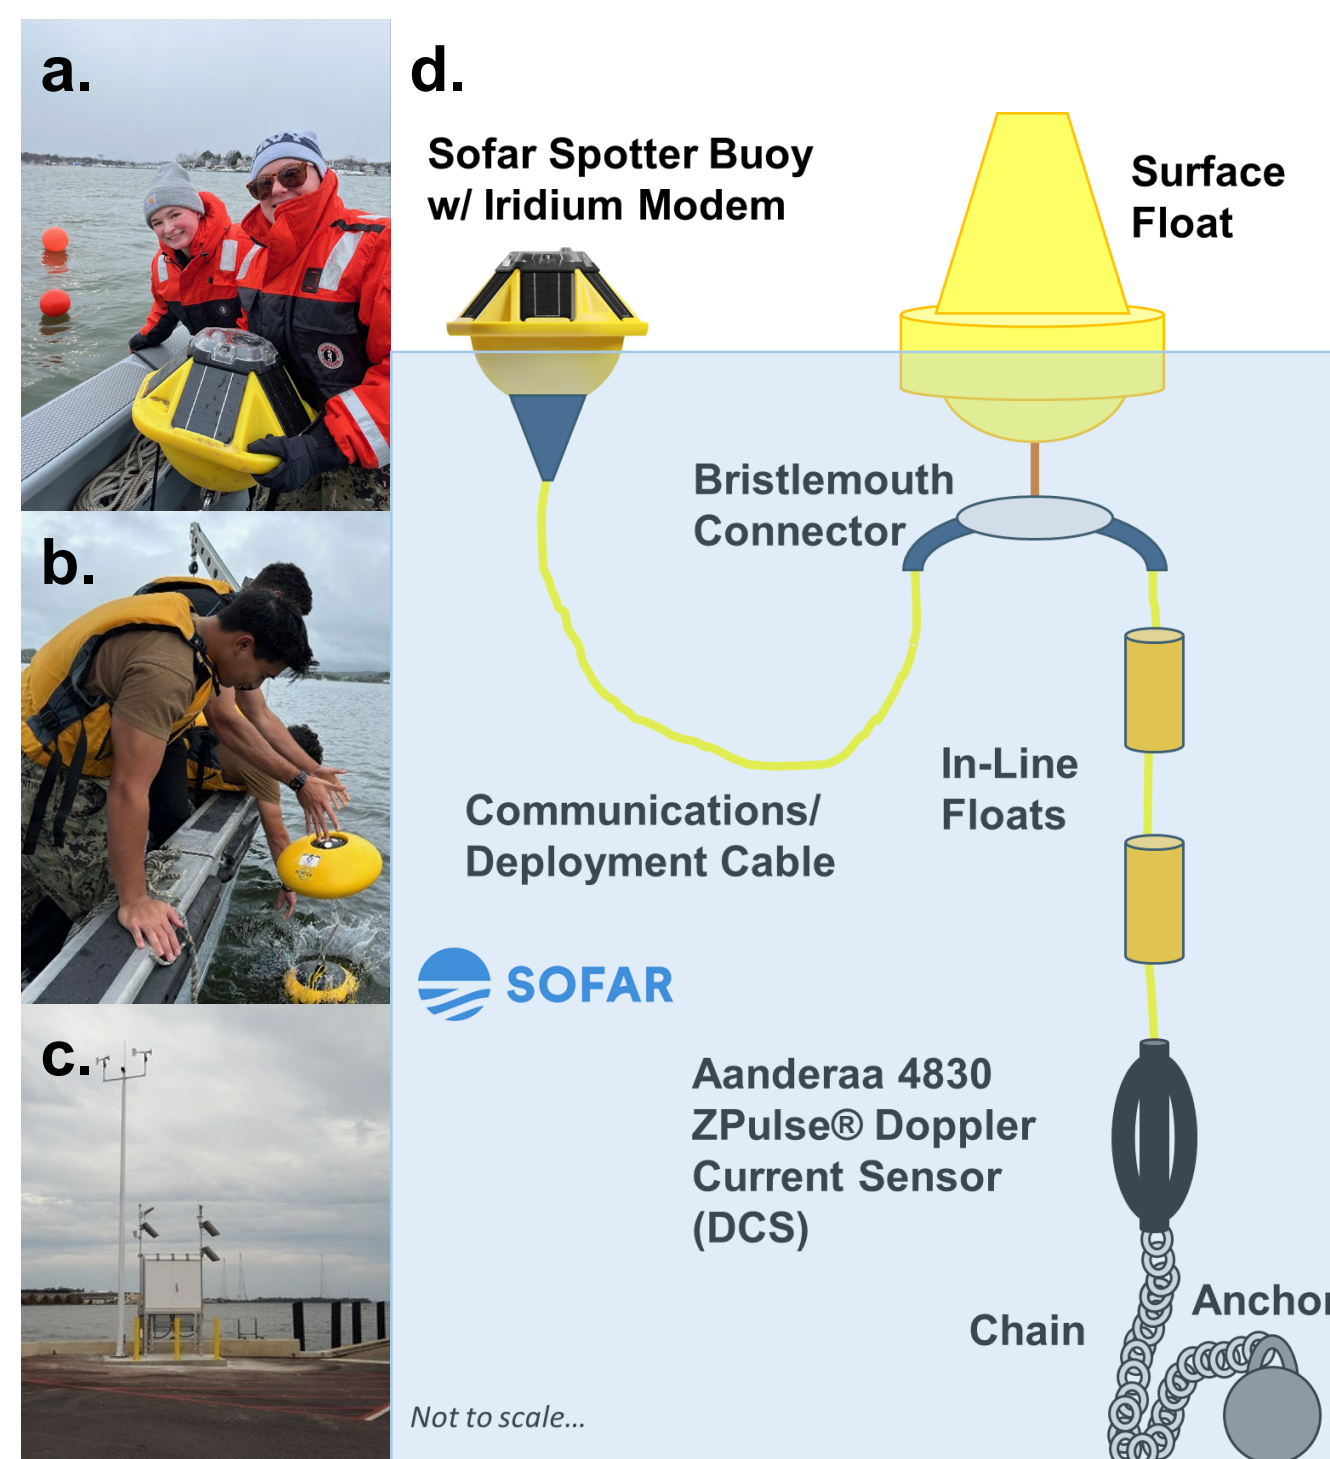 a.
b.
c.
d.
Sofar Spotter Buoy
w/ Iridium Modem
Surface
Float
Bristlemouth
Connector
In-Line
Floats
Communications/
Deployment Cable
SOFAR
Aanderaa 4830
ZPulse® Doppler
Current Sensor
(DCS)
Anchor
Chain
Not to scale...